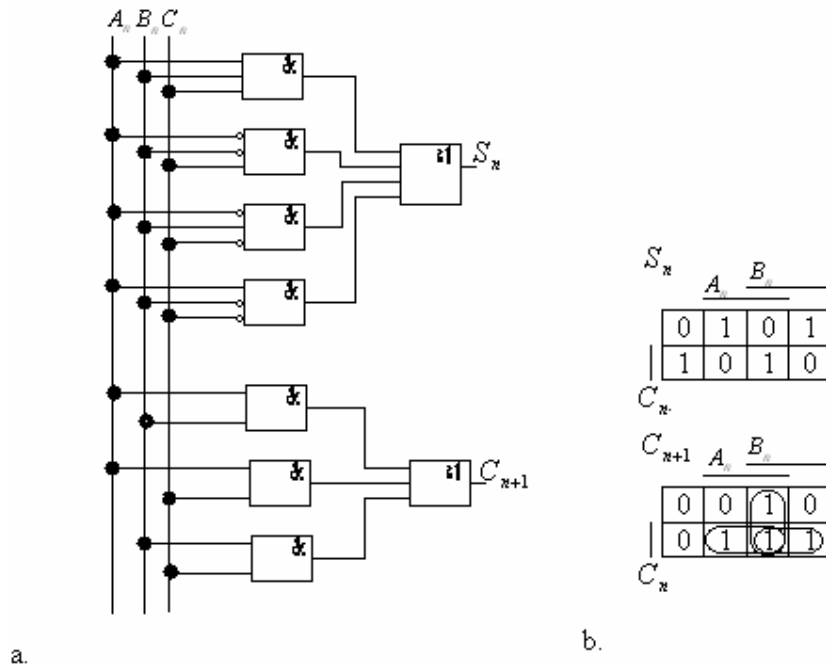 A_n B_n C_n
&
&
&
&
≥1
S_n
&
&
&
≥1
C_{n+1}
a.
S_n
A_n B_n
0 1 0 1
1 0 1 0
C_n.
C_{n+1}
A_n B_n
0 0 1 0
0 1 1 1
C_n
b.